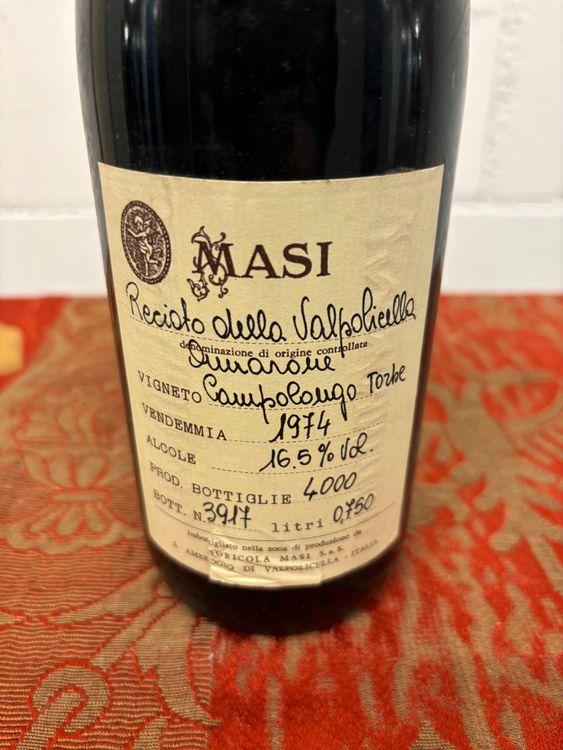 MASI
Recioto della Valpolicella
denominazione di origine controllata
Amarone
VIGNETO Campolongo Torbe
VENDEMMIA 1974
ALCOLE 16.5% Vol.
PROD. BOTTIGLIE 4000
BOTT. N. 3917 litri 0,750
imbottigliato nella zona di produzione da
AGRICOLA MASI S.a.S.
S. AMBROGIO DI VALPOLICELLA - ITALIA